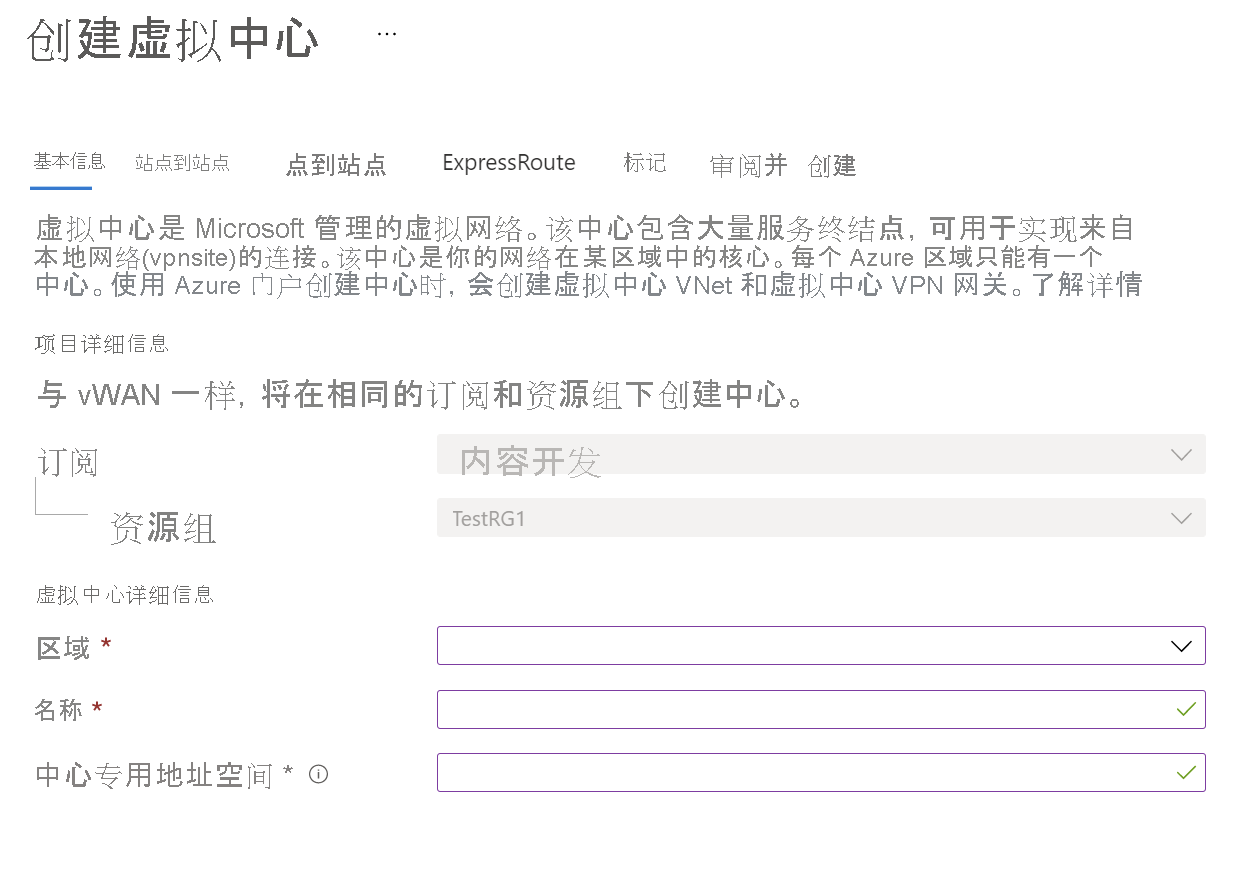 创建虚拟中心 ...
基本信息 站点到站点 点到站点 ExpressRoute 标记 审阅并 创建
虚拟中心是 Microsoft 管理的虚拟网络。该中心包含大量服务终结点, 可用于实现来自
本地网络(vpnsite)的连接。该中心是你的网络在某区域中的核心。每个 Azure 区域只能有一个
中心。使用 Azure 门户创建中心时, 会创建虚拟中心 VNet 和虚拟中心 VPN 网关。了解详情
项目详细信息
与 vWAN 一样, 将在相同的订阅和资源组下创建中心。
订阅 内容开发
资源组 TestRG1
虚拟中心详细信息
区域 *
名称 *
中心专用地址空间 *